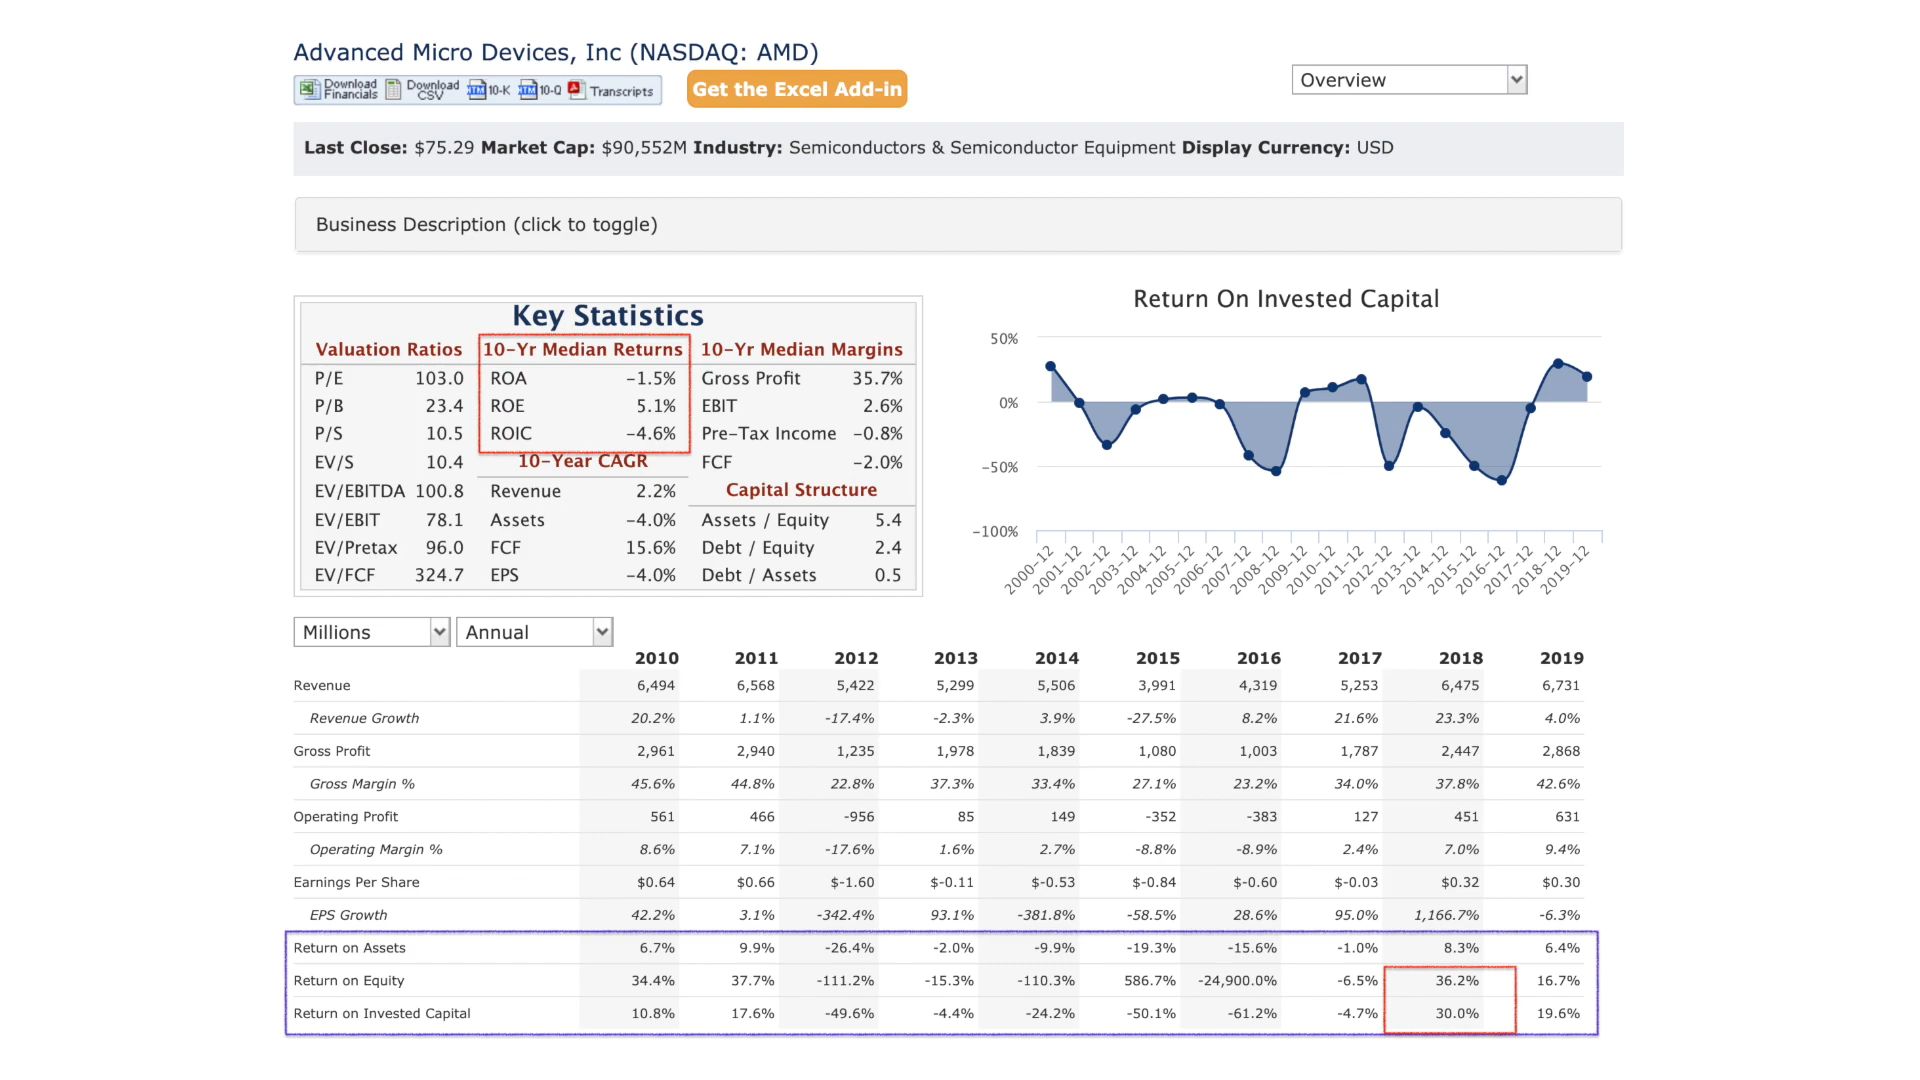 Advanced Micro Devices, Inc (NASDAQ: AMD)
Download Financials Download CSV 10-K 10-Q Transcripts
Get the Excel Add-in
Overview
Last Close: $75.29 Market Cap: $90,552M Industry: Semiconductors & Semiconductor Equipment Display Currency: USD
Business Description (click to toggle)
Key Statistics
Valuation Ratios 10-Yr Median Returns 10-Yr Median Margins
P/E 103.0 ROA -1.5% Gross Profit 35.7%
P/B 23.4 ROE 5.1% EBIT 2.6%
P/S 10.5 ROIC -4.6% Pre-Tax Income -0.8%
EV/S 10.4 10-Year CAGR FCF -2.0%
EV/EBITDA 100.8 Revenue 2.2% Capital Structure
EV/EBIT 78.1 Assets -4.0% Assets / Equity 5.4
EV/Pretax 96.0 FCF 15.6% Debt / Equity 2.4
EV/FCF 324.7 EPS -4.0% Debt / Assets 0.5
Return On Invested Capital
50%
0%
-50%
-100%
2000-12 2001-12 2002-12 2003-12 2004-12 2005-12 2006-12 2007-12 2008-12 2009-12 2010-12 2011-12 2012-12 2013-12 2014-12 2015-12 2016-12 2017-12 2018-12 2019-12
Millions Annual
2010 2011 2012 2013 2014 2015 2016 2017 2018 2019
Revenue 6,494 6,568 5,422 5,299 5,506 3,991 4,319 5,253 6,475 6,731
Revenue Growth 20.2% 1.1% -17.4% -2.3% 3.9% -27.5% 8.2% 21.6% 23.3% 4.0%
Gross Profit 2,961 2,940 1,235 1,978 1,839 1,080 1,003 1,787 2,447 2,868
Gross Margin % 45.6% 44.8% 22.8% 37.3% 33.4% 27.1% 23.2% 34.0% 37.8% 42.6%
Operating Profit 561 466 -956 85 149 -352 -383 127 451 631
Operating Margin % 8.6% 7.1% -17.6% 1.6% 2.7% -8.8% -8.9% 2.4% 7.0% 9.4%
Earnings Per Share $0.64 $0.66 $-1.60 $-0.11 $-0.53 $-0.84 $-0.60 $-0.03 $0.32 $0.30
EPS Growth 42.2% 3.1% -342.4% 93.1% -381.8% -58.5% 28.6% 95.0% 1,166.7% -6.3%
Return on Assets 6.7% 9.9% -26.4% -2.0% -9.9% -19.3% -15.6% -1.0% 8.3% 6.4%
Return on Equity 34.4% 37.7% -111.2% -15.3% -110.3% 586.7% -24,900.0% -6.5% 36.2% 16.7%
Return on Invested Capital 10.8% 17.6% -49.6% -4.4% -24.2% -50.1% -61.2% -4.7% 30.0% 19.6%